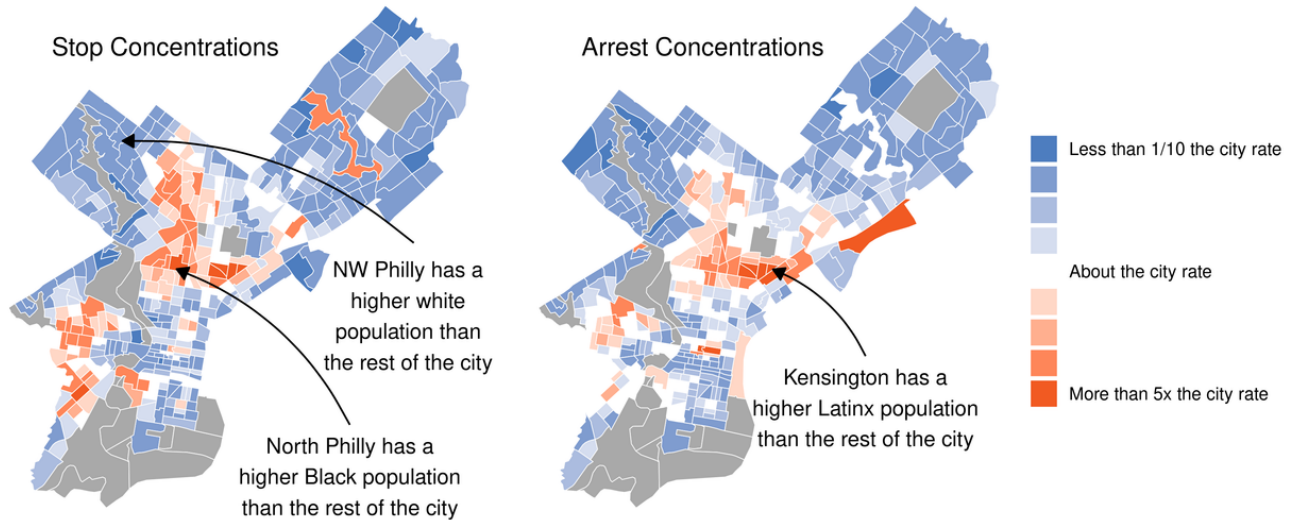 Stop Concentrations
NW Philly has a
higher white
population than
the rest of the city
North Philly has a
higher Black population
than the rest of the city
Arrest Concentrations
Kensington has a
higher Latinx population
than the rest of the city
Less than 1/10 the city rate
About the city rate
More than 5x the city rate